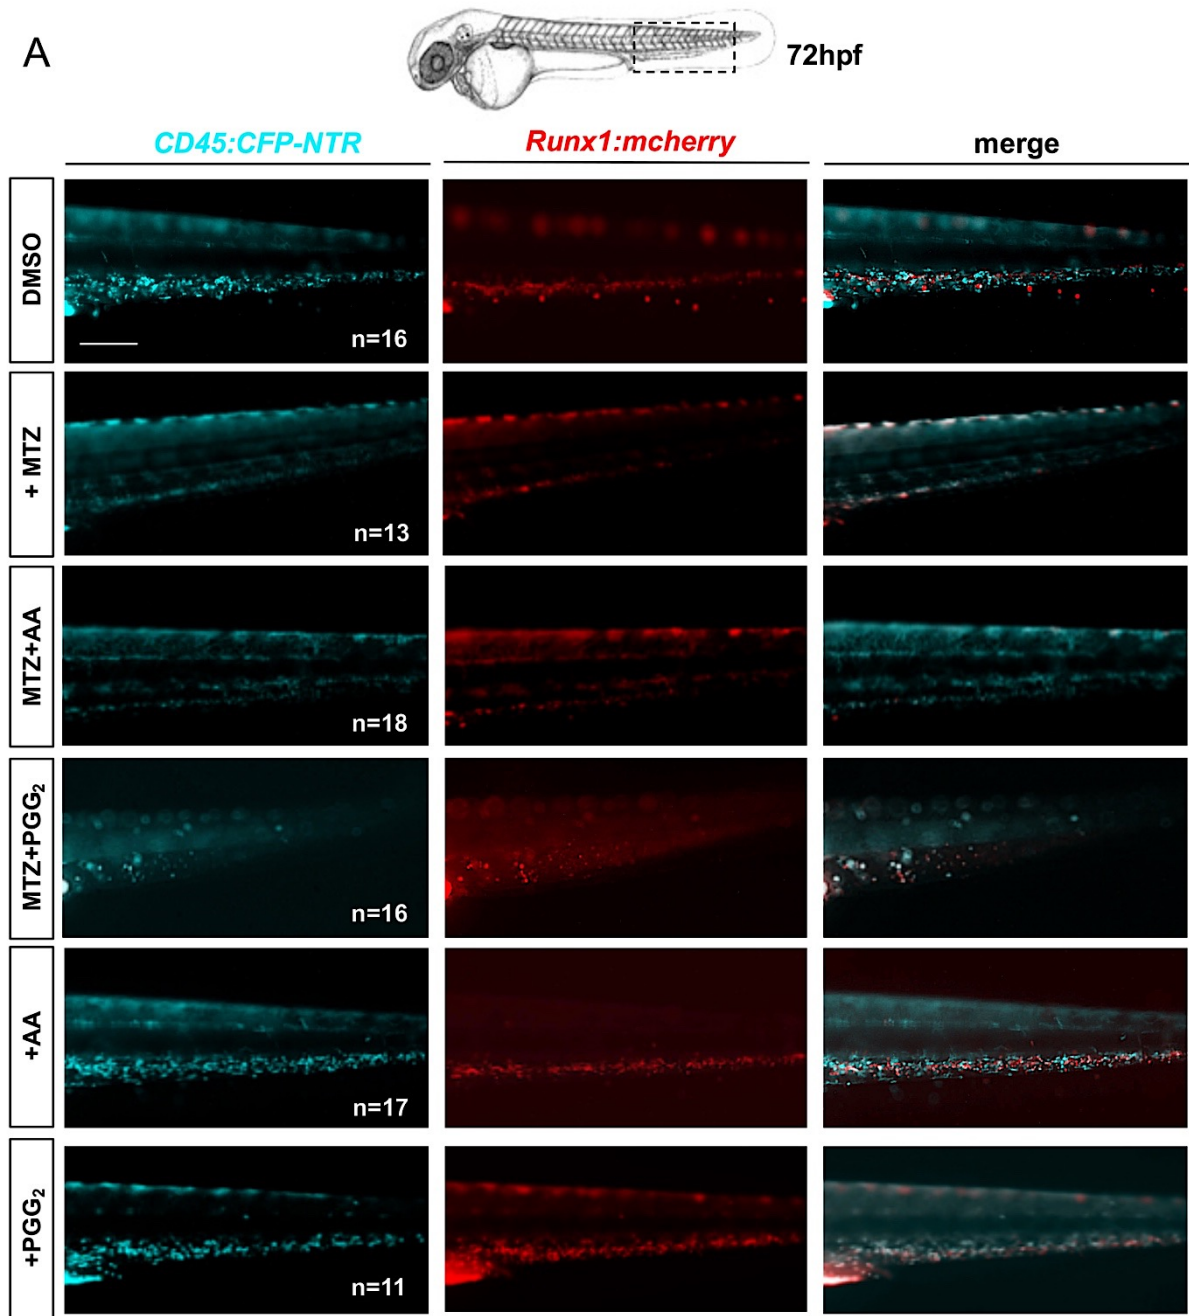 A
72hpf
CD45:CFP-NTR Runx1:mcherry merge
DMSO
n=16
+ MTZ
n=13
MTZ+AA
n=18
MTZ+PGG₂
n=16
+AA
n=17
+PGG₂
n=11